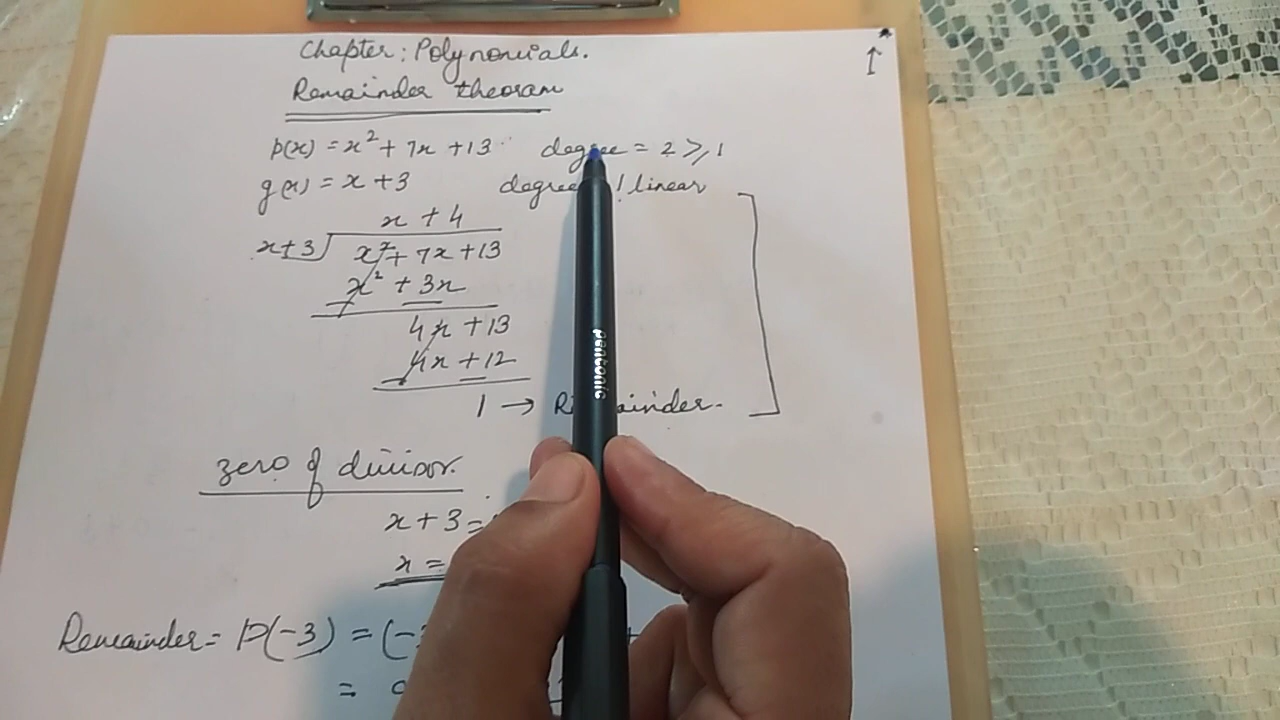 Chapter: Polynomials.
Remainder theoram
p(x) = x² + 7x + 13 degree = 2 ≥ 1
g(x) = x + 3 degree ! linear
x + 4
x+3 x² + 7x + 13
x² + 3x
4x + 13
4x + 12
1 → Remainder.
pentonic
zero of divisor.
x + 3 =
x =
Remainder = P(-3) = (-
=